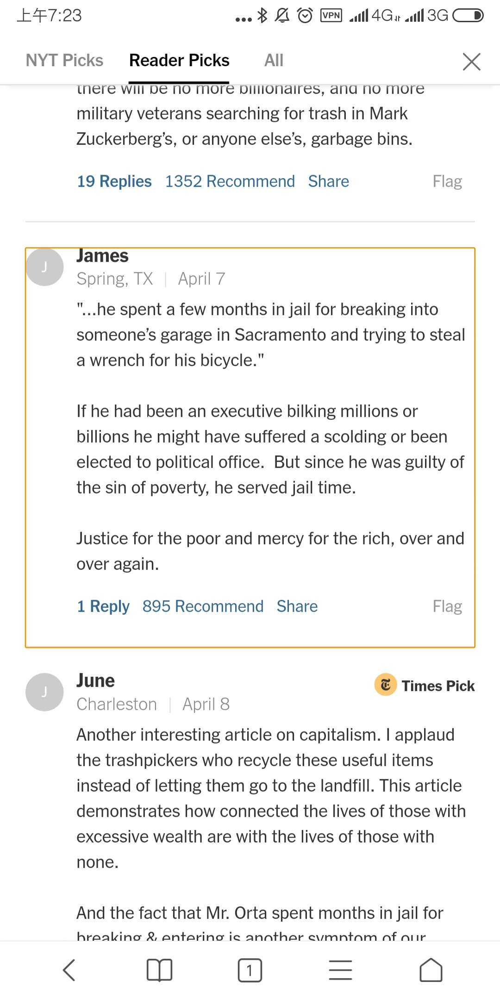 上午7:23 ... VPN 4G 3G
NYT Picks Reader Picks All
there will be no more billionaires, and no more
military veterans searching for trash in Mark
Zuckerberg’s, or anyone else’s, garbage bins.
19 Replies 1352 Recommend Share Flag
J James
Spring, TX | April 7
"...he spent a few months in jail for breaking into
someone’s garage in Sacramento and trying to steal
a wrench for his bicycle."
If he had been an executive bilking millions or
billions he might have suffered a scolding or been
elected to political office.  But since he was guilty of
the sin of poverty, he served jail time.
Justice for the poor and mercy for the rich, over and
over again.
1 Reply 895 Recommend Share Flag
J June T Times Pick
Charleston | April 8
Another interesting article on capitalism. I applaud
the trashpickers who recycle these useful items
instead of letting them go to the landfill. This article
demonstrates how connected the lives of those with
excessive wealth are with the lives of those with
none.
And the fact that Mr. Orta spent months in jail for
breaking & entering is another symptom of our
1